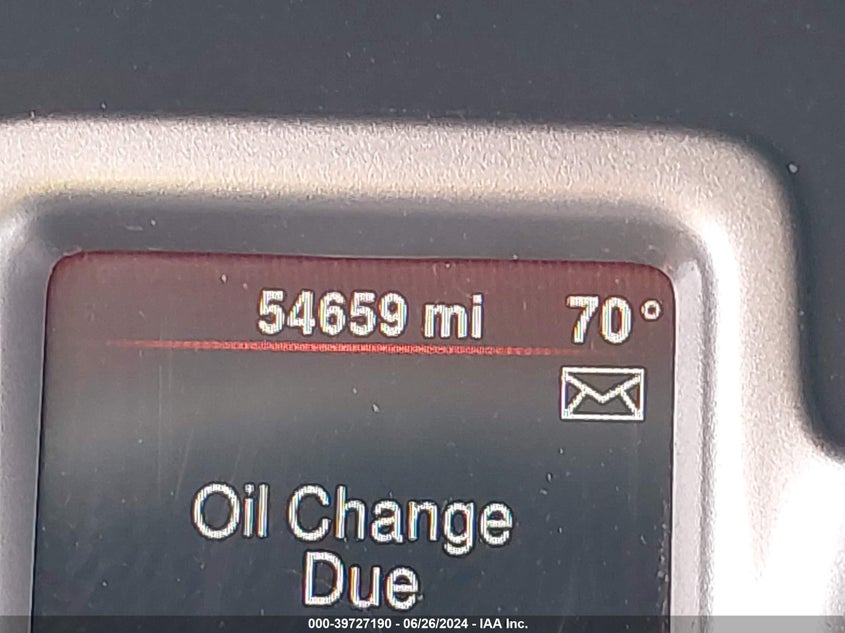 54659 mi 70°
Oil Change
Due
000-39727190 - 06/26/2024 - IAA Inc.